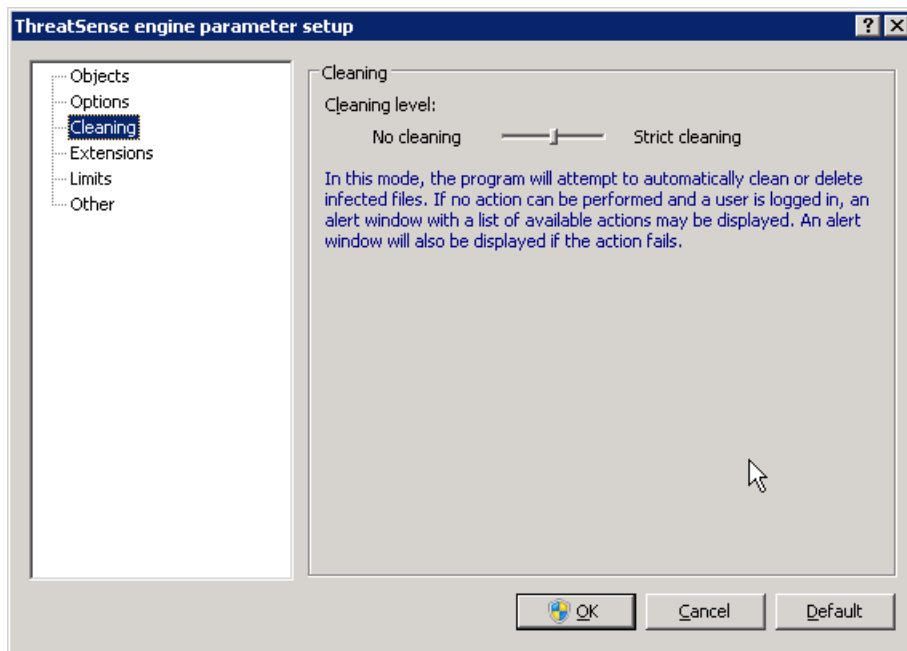 ThreatSense engine parameter setup
Objects
Options
Cleaning
Extensions
Limits
Other
Cleaning
Cleaning level:
No cleaning Strict cleaning
In this mode, the program will attempt to automatically clean or delete
infected files. If no action can be performed and a user is logged in, an
alert window with a list of available actions may be displayed. An alert
window will also be displayed if the action fails.
OK Cancel Default